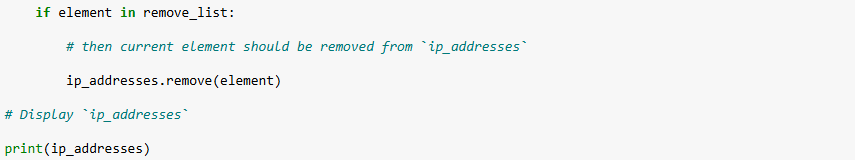 if element in remove_list:
# then current element should be removed from `ip_addresses`
ip_addresses.remove(element)
# Display `ip_addresses`
print(ip_addresses)